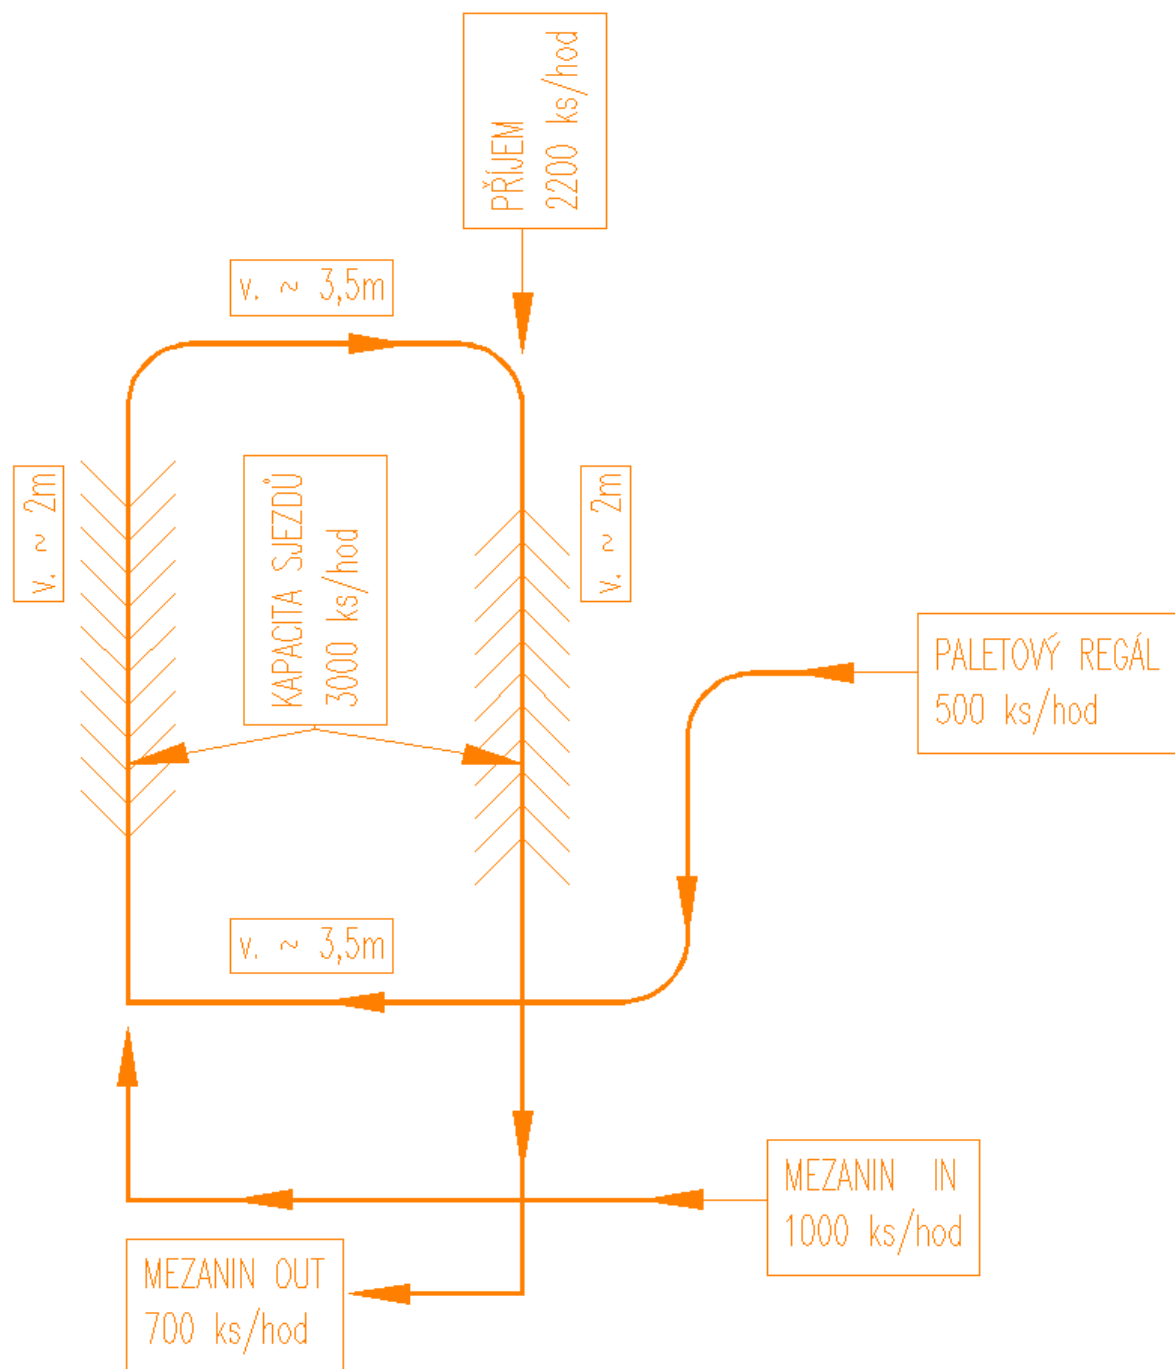 PŘÍJEM
2200 ks/hod
v. ~ 3,5m
v. ~ 2m
KAPACITA SJEZDŮ
3000 ks/hod
v. ~ 2m
PALETOVÝ REGÁL
500 ks/hod
v. ~ 3,5m
MEZANIN IN
1000 ks/hod
MEZANIN OUT
700 ks/hod